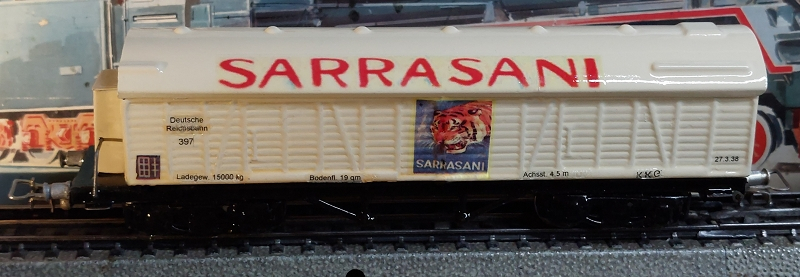 SARRASANI
Deutsche
Reichsbahn
397
SARRASANI
27.3.38
Ladegew. 15000 kg
Bodenfl. 19 qm
Achsst. 4,5 m